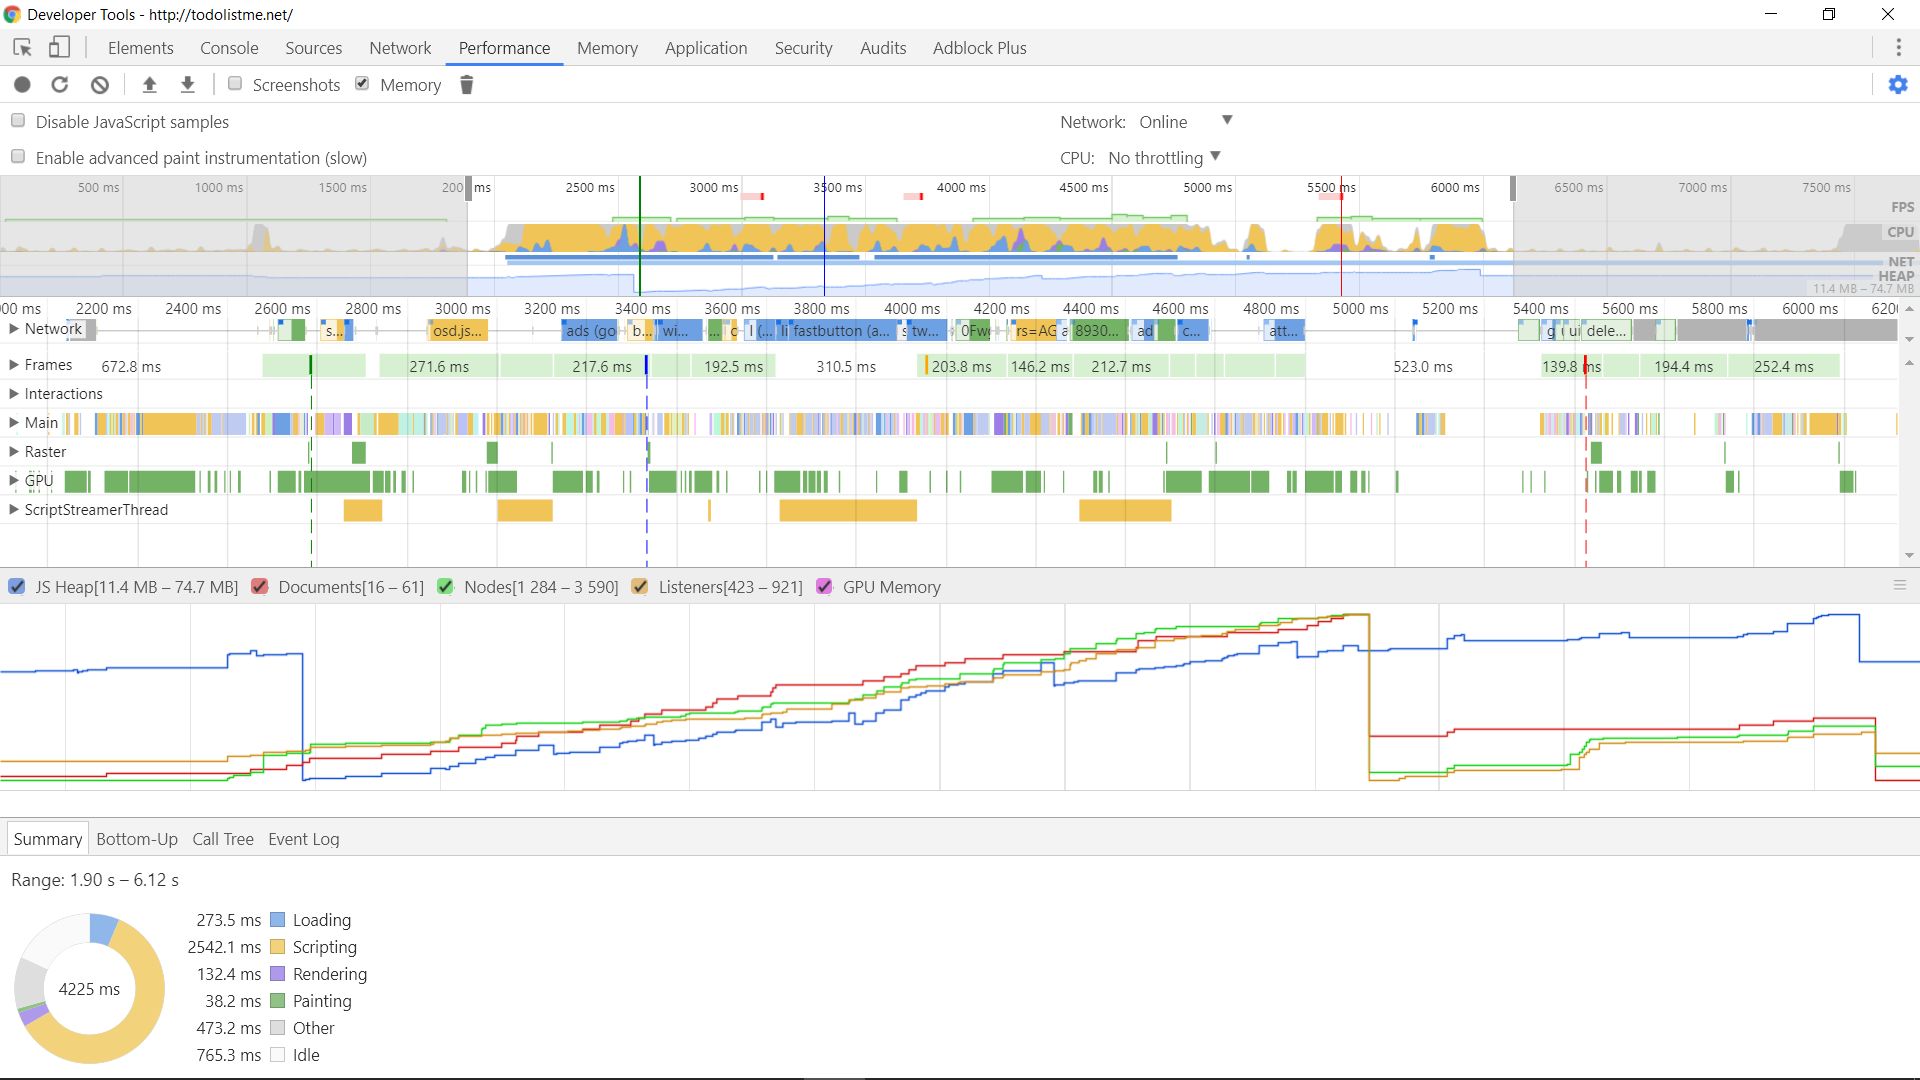 Developer Tools - http://todolistme.net/
Elements Console Sources Network Performance Memory Application Security Audits Adblock Plus
Screenshots Memory
Disable JavaScript samples Network: Online
Enable advanced paint instrumentation (slow) CPU: No throttling
500 ms 1000 ms 1500 ms 200 ms 2500 ms 3000 ms 3500 ms 4000 ms 4500 ms 5000 ms 5500 ms 6000 ms 6500 ms 7000 ms 7500 ms
FPS
CPU
NET
HEAP
11.4 MB – 74.7 MB
00 ms 2200 ms 2400 ms 2600 ms 2800 ms 3000 ms 3200 ms 3400 ms 3600 ms 3800 ms 4000 ms 4200 ms 4400 ms 4600 ms 4800 ms 5000 ms 5200 ms 5400 ms 5600 ms 5800 ms 6000 ms 620
Network s... osd.js... ads (go b... wi... ... c l (... li fastbutton (a... s tw... 0Fw rs=AG a 8930... ad c... att... g ui dele...
Frames 672.8 ms 271.6 ms 217.6 ms 192.5 ms 310.5 ms 203.8 ms 146.2 ms 212.7 ms 523.0 ms 139.8 ms 194.4 ms 252.4 ms
Interactions
Main
Raster
GPU
ScriptStreamerThread
JS Heap[11.4 MB – 74.7 MB] Documents[16 – 61] Nodes[1 284 – 3 590] Listeners[423 – 921] GPU Memory
Summary Bottom-Up Call Tree Event Log
Range: 1.90 s – 6.12 s
273.5 ms Loading
2542.1 ms Scripting
132.4 ms Rendering
4225 ms
38.2 ms Painting
473.2 ms Other
765.3 ms Idle